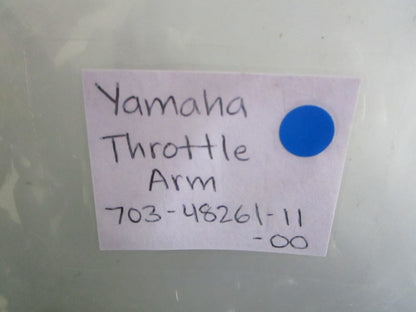 Yamaha
Throttle
Arm
703-48261-11
-00